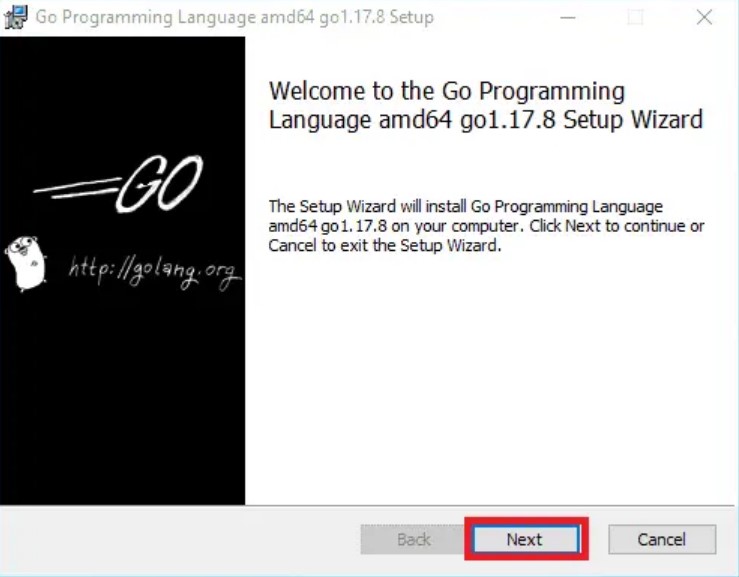 Go Programming Language amd64 go1.17.8 Setup
Welcome to the Go Programming
Language amd64 go1.17.8 Setup Wizard
GO
The Setup Wizard will install Go Programming Language
amd64 go1.17.8 on your computer. Click Next to continue or
Cancel to exit the Setup Wizard.
http://golang.org
Back
Next
Cancel